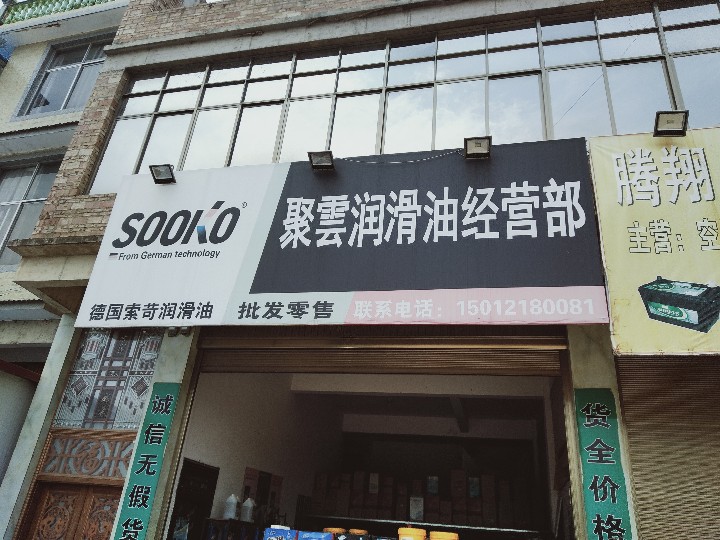 SOOKO®
From German technology
聚雲润滑油经营部
德国索苛润滑油
批发零售
联系电话：15012180081
腾翔
主营：空
诚信无假货
货全价格